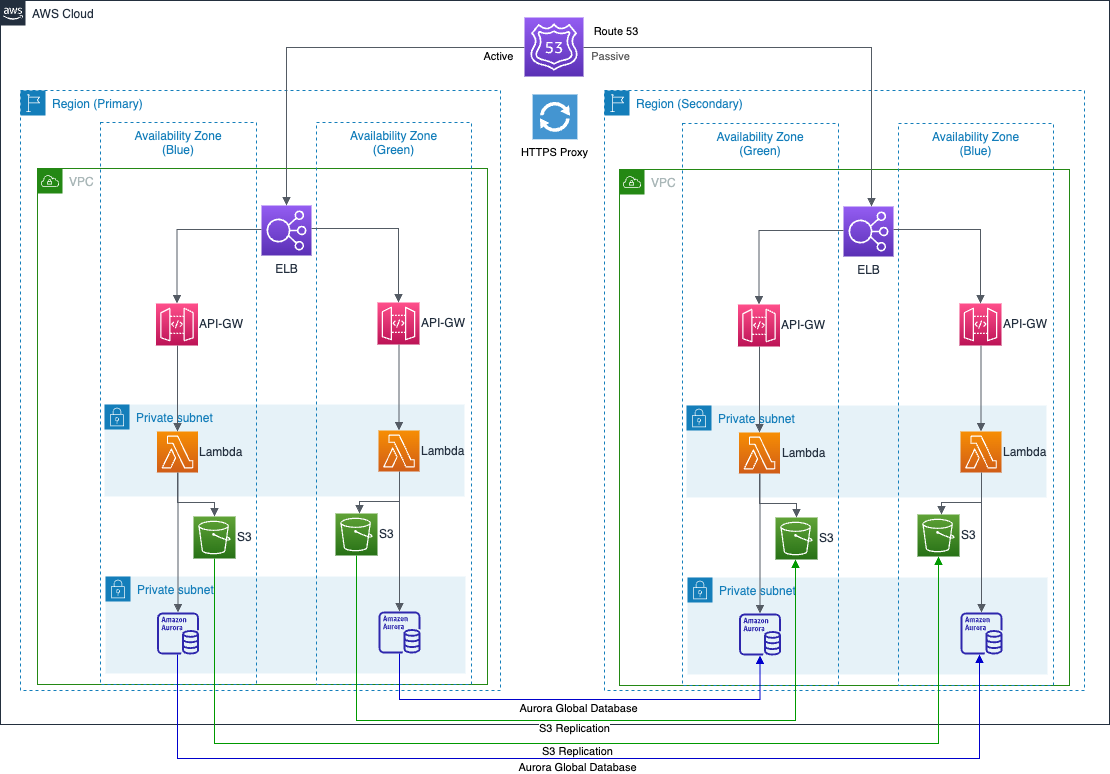 aws
AWS Cloud
Route 53
53
Active
Passive
HTTPS Proxy
Region (Primary)
Region (Secondary)
Availability Zone
(Blue)
Availability Zone
(Green)
Availability Zone
(Green)
Availability Zone
(Blue)
VPC
VPC
ELB
ELB
</>
API-GW
</>
API-GW
</>
API-GW
</>
API-GW
Private subnet
Private subnet
Lambda
Lambda
Lambda
Lambda
S3
S3
S3
S3
Private subnet
Private subnet
Amazon
Aurora
Amazon
Aurora
Amazon
Aurora
Amazon
Aurora
Aurora Global Database
S3 Replication
S3 Replication
Aurora Global Database